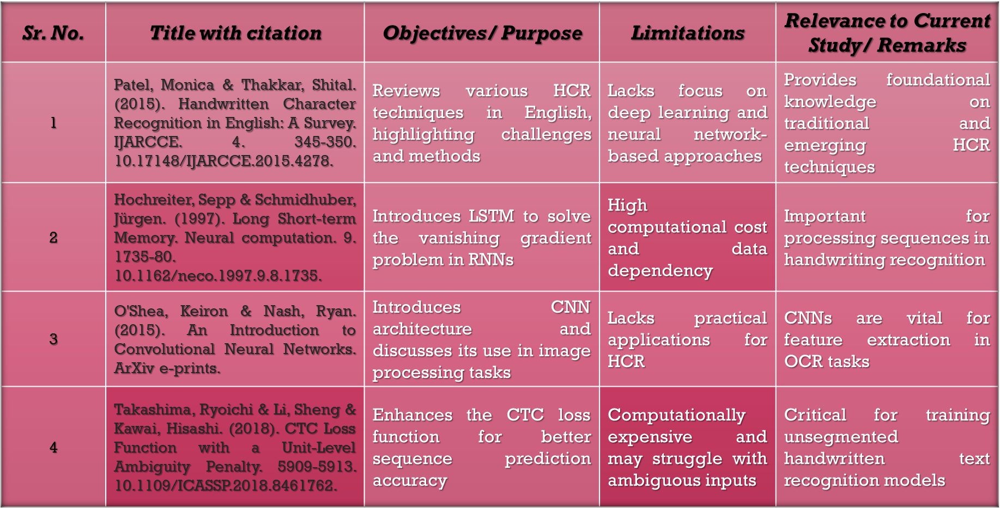 Sr. No.
Title with citation
Objectives/ Purpose
Limitations
Relevance to Current
Study/ Remarks
1
Patel, Monica & Thakkar, Shital.
(2015). Handwritten Character
Recognition in English: A Survey.
IJARCCE. 4. 345-350.
10.17148/IJARCCE.2015.4278.
Reviews various HCR
techniques in English,
highlighting challenges
and methods
Lacks focus on
deep learning and
neural network-
based approaches
Provides foundational
knowledge on
traditional and
emerging HCR
techniques
2
Hochreiter, Sepp & Schmidhuber,
Jürgen. (1997). Long Short-term
Memory. Neural computation. 9.
1735-80.
10.1162/neco.1997.9.8.1735.
Introduces LSTM to solve
the vanishing gradient
problem in RNNs
High
computational cost
and data
dependency
Important for
processing sequences in
handwriting recognition
3
O'Shea, Keiron & Nash, Ryan.
(2015). An Introduction to
Convolutional Neural Networks.
ArXiv e-prints.
Introduces CNN
architecture and
discusses its use in image
processing tasks
Lacks practical
applications for
HCR
CNNs are vital for
feature extraction in
OCR tasks
4
Takashima, Ryoichi & Li, Sheng &
Kawai, Hisashi. (2018). CTC Loss
Function with a Unit-Level
Ambiguity Penalty. 5909-5913.
10.1109/ICASSP.2018.8461762.
Enhances the CTC loss
function for better
sequence prediction
accuracy
Computationally
expensive and
may struggle with
ambiguous inputs
Critical for training
unsegmented
handwritten text
recognition models